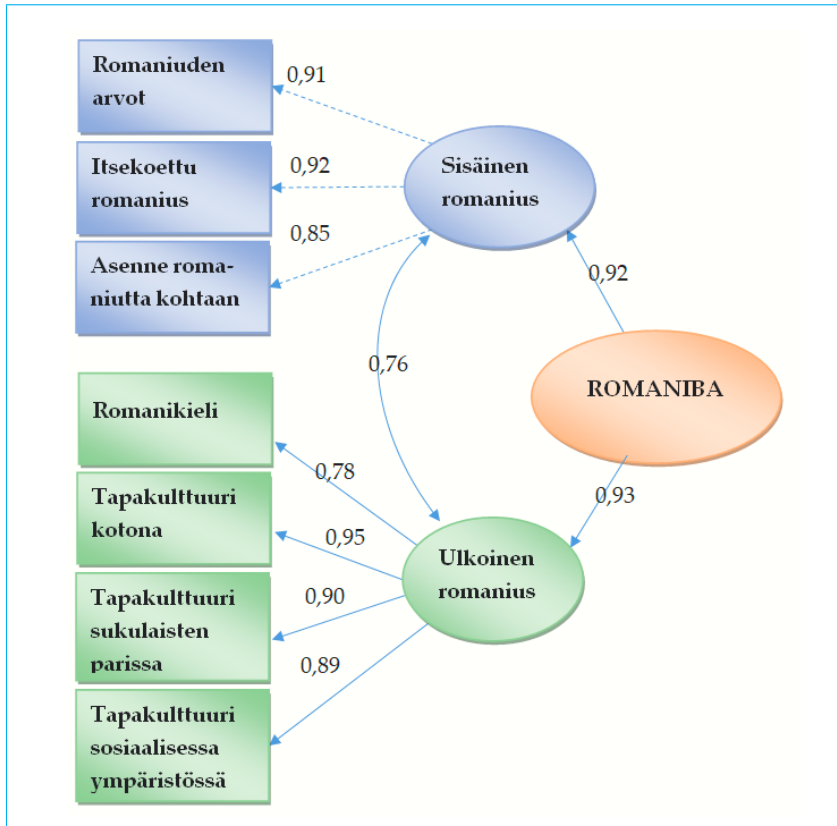 Romaniuden
arvot
0,91
Itsekoettu
romanius
0,92
Sisäinen
romanius
Asenne roma-
niutta kohtaan
0,85
0,92
0,76
ROMANIBA
Romanikieli
0,78
0,93
Tapakulttuuri
kotona
0,95
Ulkoinen
romanius
Tapakulttuuri
sukulaisten
parissa
0,90
0,89
Tapakulttuuri
sosiaalisessa
ympäristössä